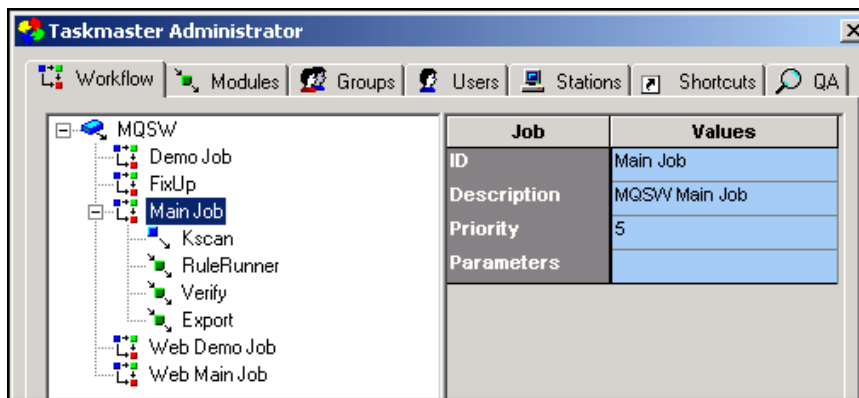 Taskmaster Administrator
Workflow Modules Groups Users Stations Shortcuts QA
MQSW
Demo Job
FixUp
Main Job
Kscan
RuleRunner
Verify
Export
Web Demo Job
Web Main Job
Job Values
ID Main Job
Description MQSW Main Job
Priority 5
Parameters